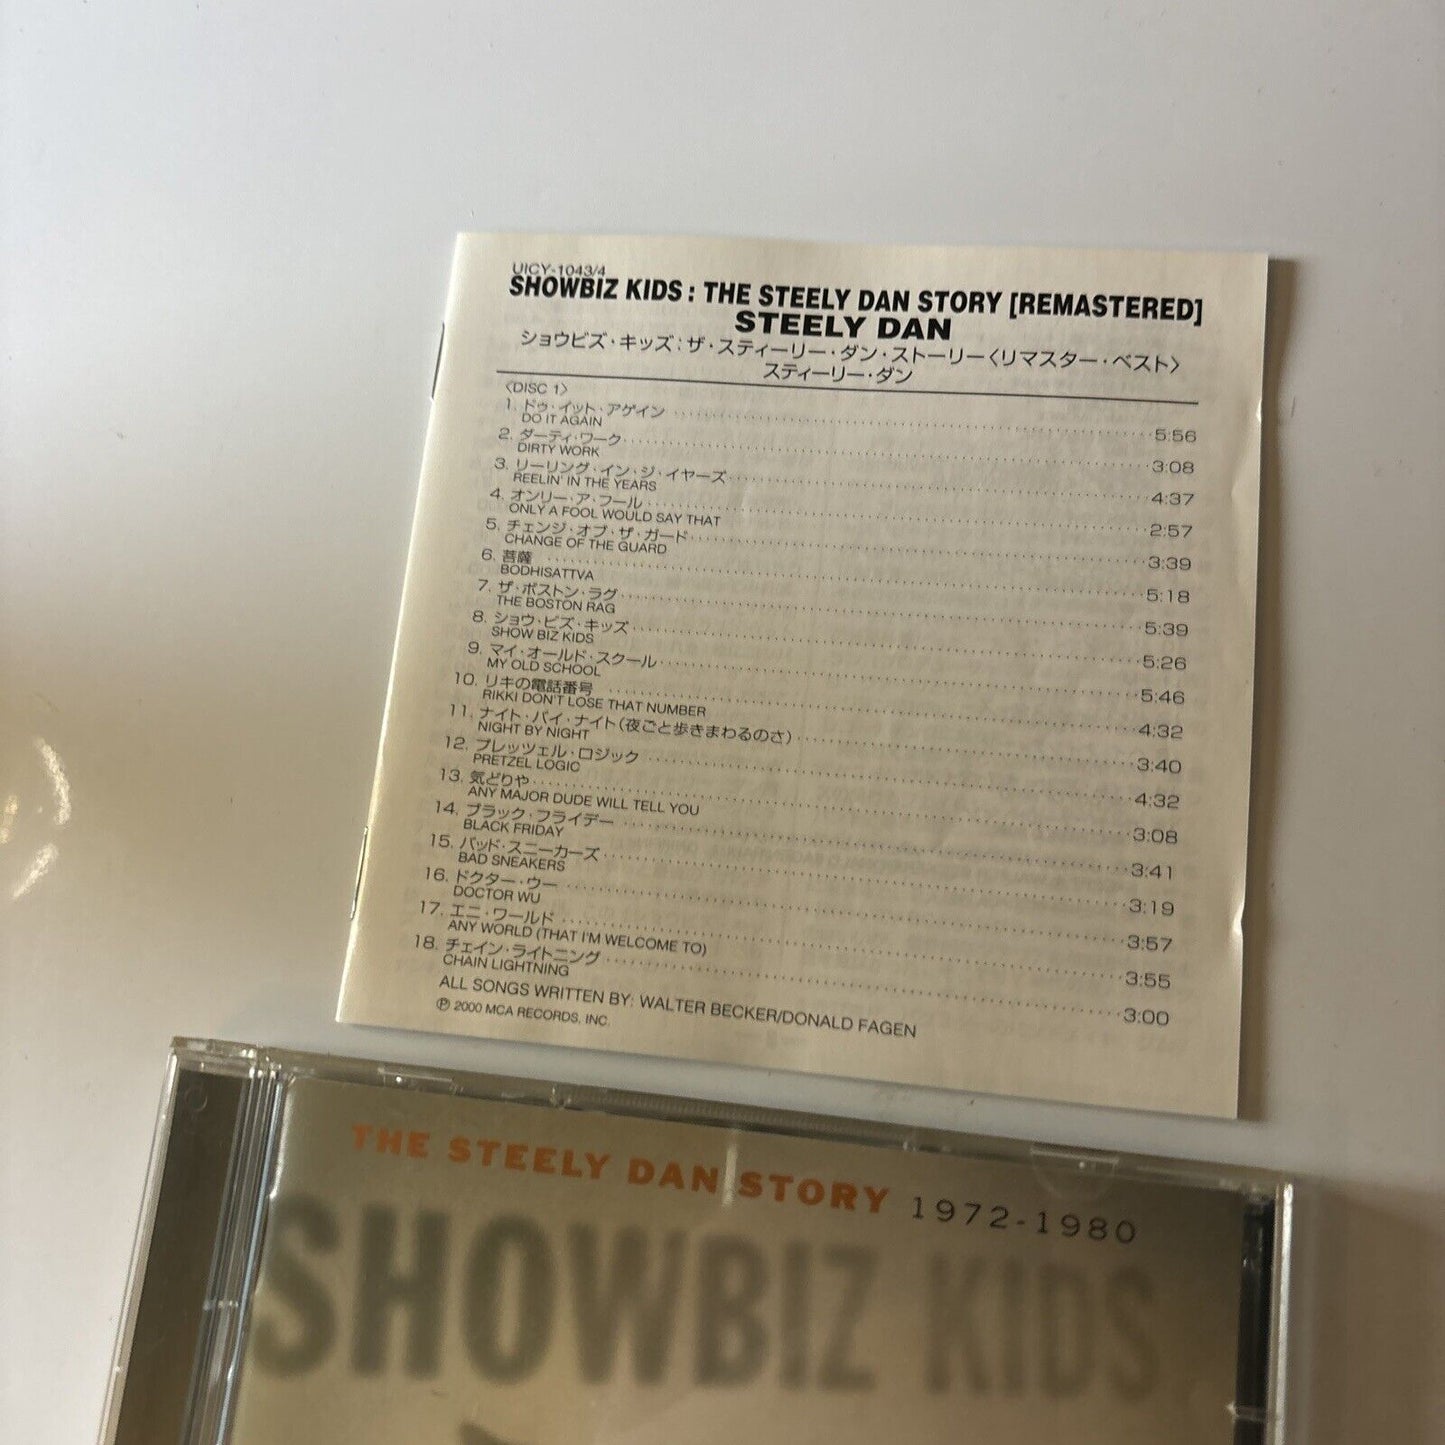 UICY-1043/4
SHOWBIZ KIDS : THE STEELY DAN STORY [REMASTERED]
STEELY DAN
ショウビズ・キッズ：ザ・スティーリー・ダン・ストーリー〈リマスター・ベスト〉
スティーリー・ダン
〈DISC 1〉
1. ドゥ・イット・アゲイン 5:56
DO IT AGAIN
2. ダーティ・ワーク 3:08
DIRTY WORK
3. リーリング・イン・ジ・イヤーズ 4:37
REELIN' IN THE YEARS
4. オンリー・ア・フール 2:57
ONLY A FOOL WOULD SAY THAT
5. チェンジ・オブ・ザ・ガード 3:39
CHANGE OF THE GUARD
6. 菩薩 5:18
BODHISATTVA
7. ザ・ボストン・ラグ 5:39
THE BOSTON RAG
8. ショウ・ビズ・キッズ 5:26
SHOW BIZ KIDS
9. マイ・オールド・スクール 5:46
MY OLD SCHOOL
10. リキの電話番号 4:32
RIKKI DON'T LOSE THAT NUMBER
11. ナイト・バイ・ナイト（夜ごと歩きまわるのさ） 3:40
NIGHT BY NIGHT
12. プレッツェル・ロジック 4:32
PRETZEL LOGIC
13. 気どりや 3:08
ANY MAJOR DUDE WILL TELL YOU
14. ブラック・フライデー 3:41
BLACK FRIDAY
15. バッド・スニーカーズ 3:19
BAD SNEAKERS
16. ドクター・ウー 3:57
DOCTOR WU
17. エニ・ワールド 3:55
ANY WORLD (THAT I'M WELCOME TO)
18. チェイン・ライトニング 3:00
CHAIN LIGHTNING
ALL SONGS WRITTEN BY: WALTER BECKER/DONALD FAGEN
℗ 2000 MCA RECORDS, INC.
THE STEELY DAN STORY 1972-1980
SHOWBIZ KIDS